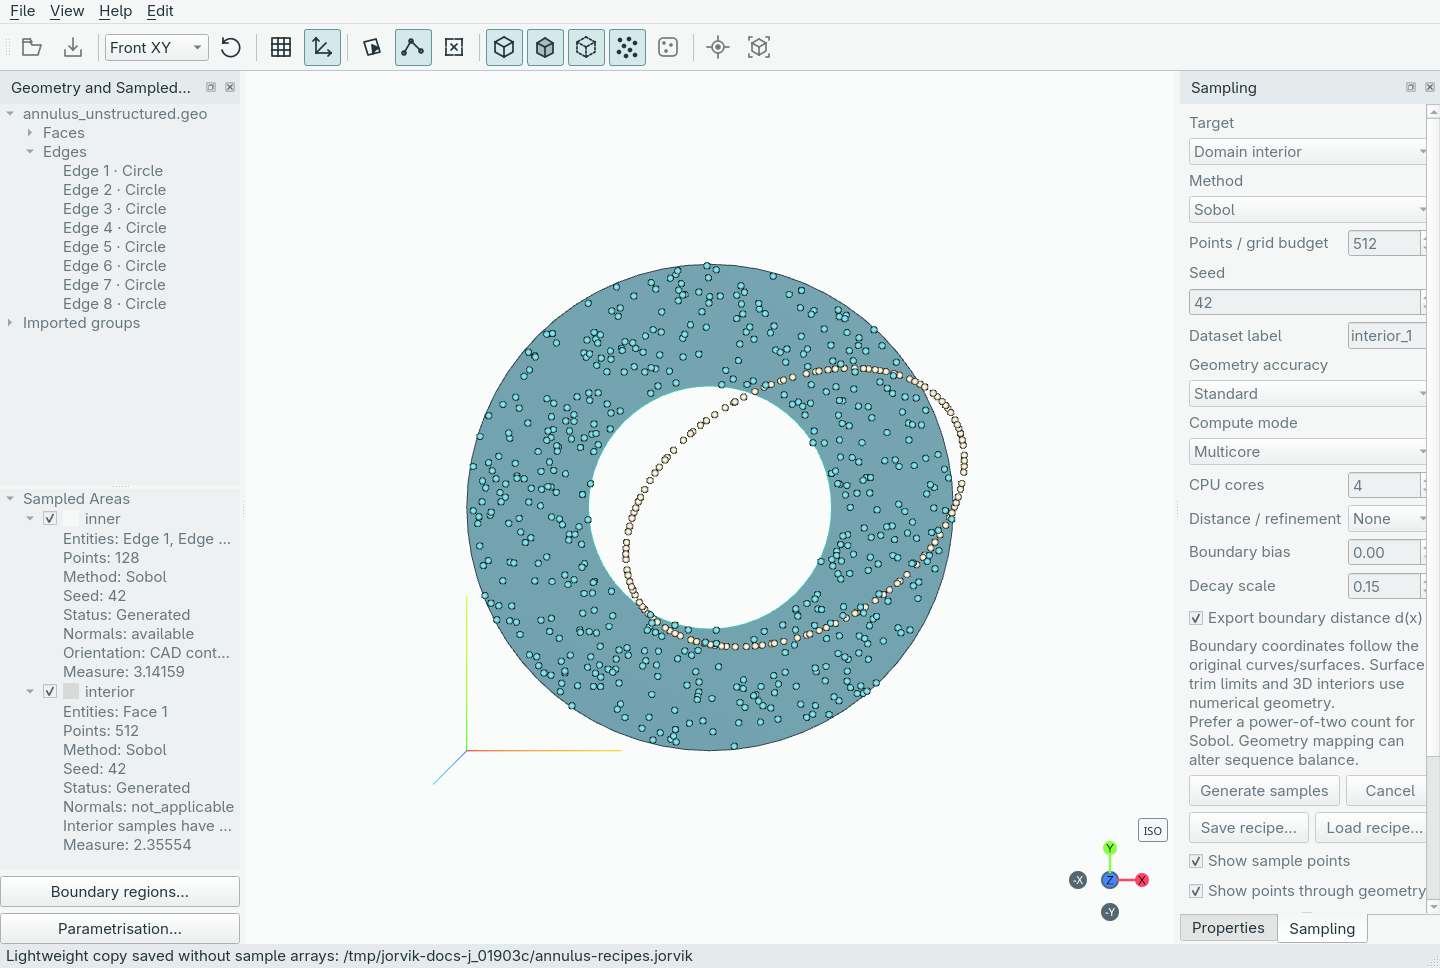 File View Help Edit
Front XY
Geometry and Sampled...
annulus_unstructured.geo
Faces
Edges
Edge 1 · Circle
Edge 2 · Circle
Edge 3 · Circle
Edge 4 · Circle
Edge 5 · Circle
Edge 6 · Circle
Edge 7 · Circle
Edge 8 · Circle
Imported groups
Sampled Areas
inner
Entities: Edge 1, Edge ...
Points: 128
Method: Sobol
Seed: 42
Status: Generated
Normals: available
Orientation: CAD cont...
Measure: 3.14159
interior
Entities: Face 1
Points: 512
Method: Sobol
Seed: 42
Status: Generated
Normals: not_applicable
Interior samples have ...
Measure: 2.35554
Boundary regions...
Parametrisation...
ISO
Y
-X Z X
-Y
Sampling
Target
Domain interior
Method
Sobol
Points / grid budget 512
Seed
42
Dataset label interior_1
Geometry accuracy
Standard
Compute mode
Multicore
CPU cores 4
Distance / refinement None
Boundary bias 0.00
Decay scale 0.15
Export boundary distance d(x)
Boundary coordinates follow the
original curves/surfaces. Surface
trim limits and 3D interiors use
numerical geometry.
Prefer a power-of-two count for
Sobol. Geometry mapping can
alter sequence balance.
Generate samples Cancel
Save recipe... Load recipe...
Show sample points
Show points through geometry
Properties Sampling
Lightweight copy saved without sample arrays: /tmp/jorvik-docs-j_01903c/annulus-recipes.jorvik